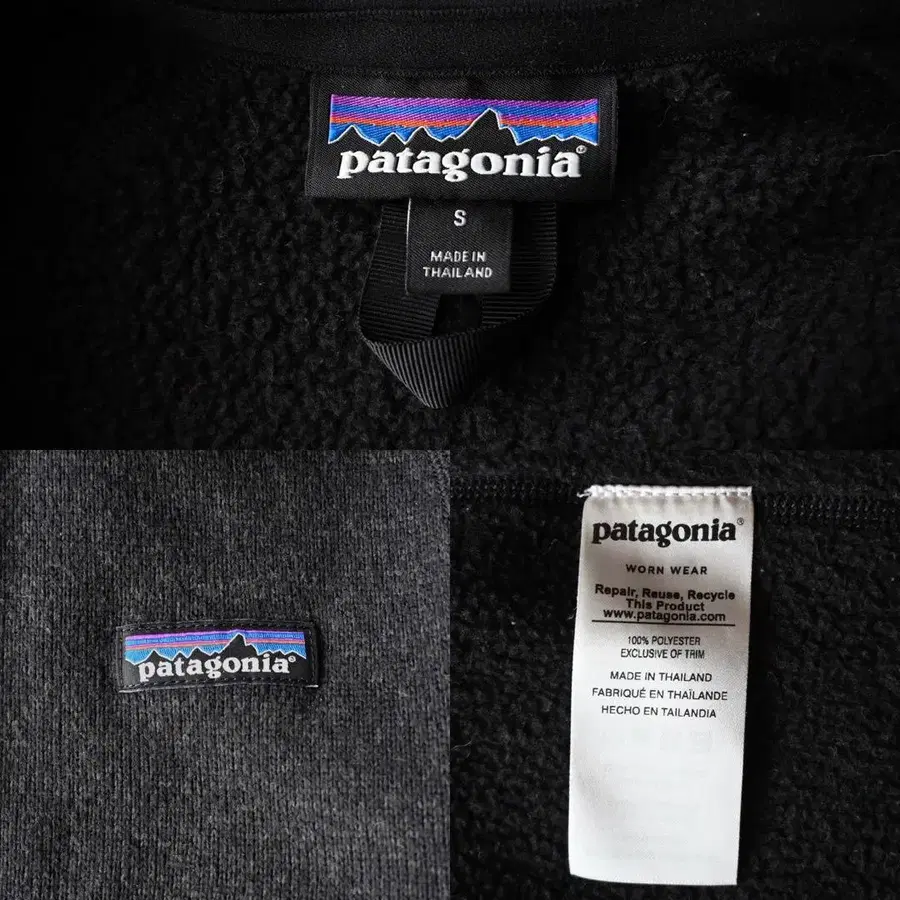 patagonia®
S
MADE IN
THAILAND
patagonia®
patagonia®
WORN WEAR
Repair, Reuse, Recycle
This Product
www.patagonia.com
100% POLYESTER
EXCLUSIVE OF TRIM
MADE IN THAILAND
FABRIQUÉ EN THAÏLANDE
HECHO EN TAILANDIA